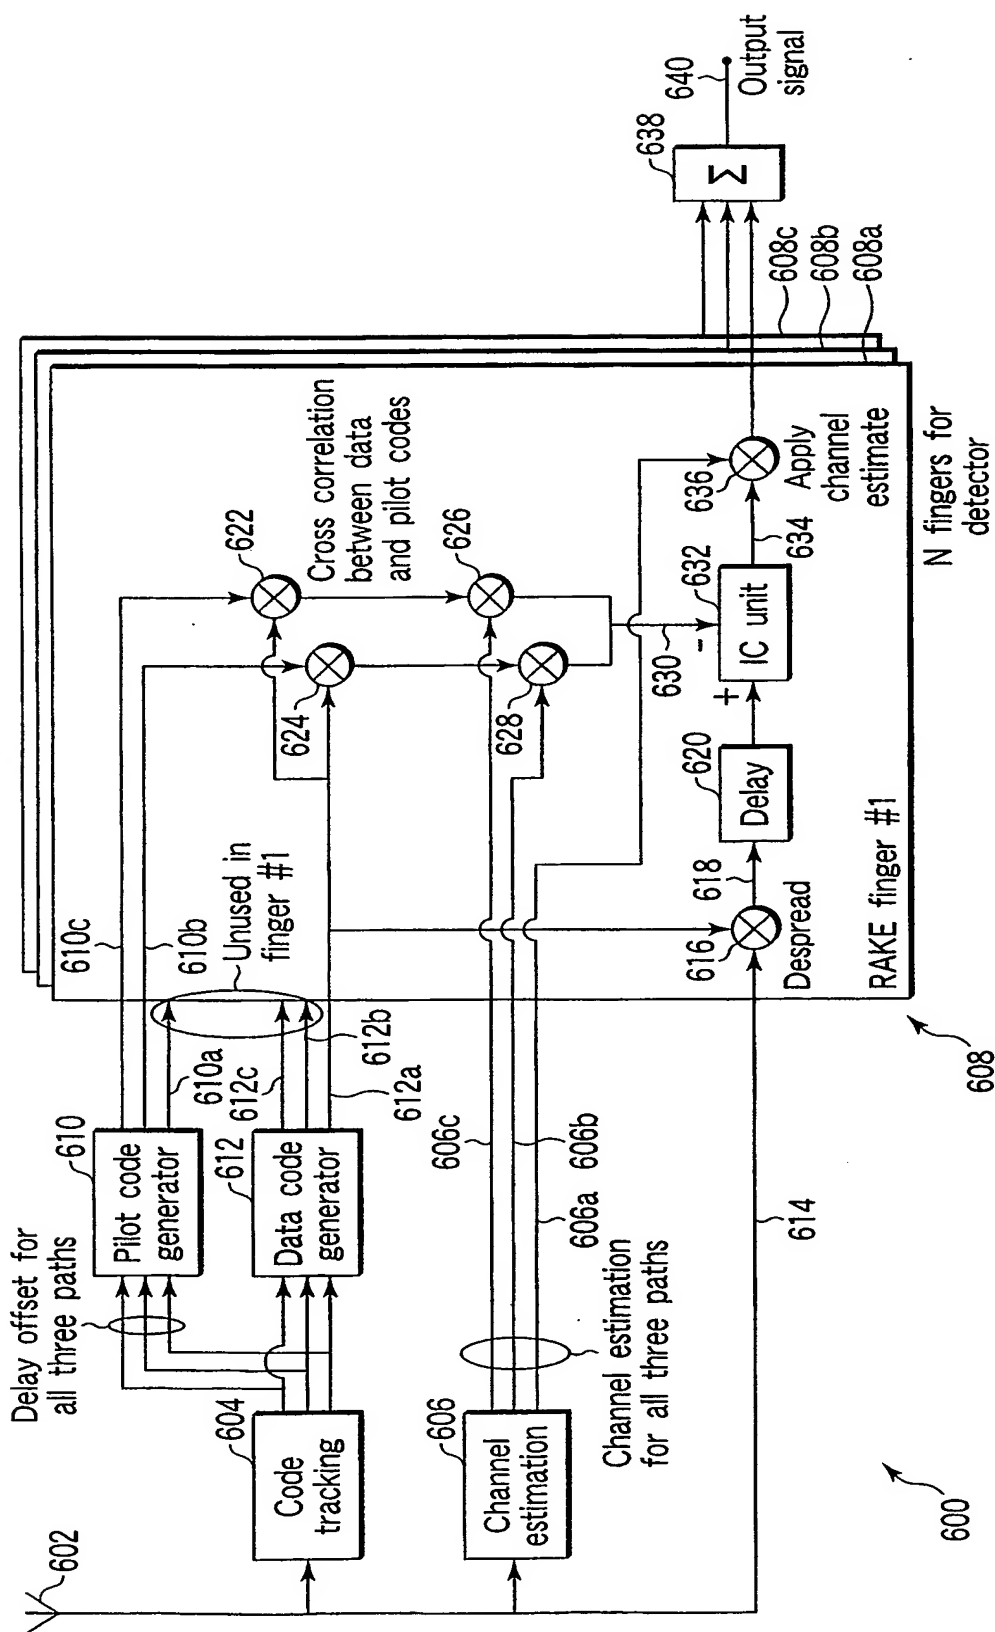 602
Delay offset for
all three paths
604
Code
tracking
606
Channel
estimation
610
Pilot code
generator
612
Data code
generator
610c
610b
610a
612c
612b
612a
Unused in
finger #1
606c
606b
606a
Channel estimation
for all three paths
614
622
624
Cross correlation
between data
and pilot codes
626
628
630
616
Despread
618
620
Delay
+
-
632
IC unit
634
636
Apply
channel
estimate
RAKE finger #1
N fingers for
detector
608c
608b
608a
638
Σ
640
Output
signal
608
600